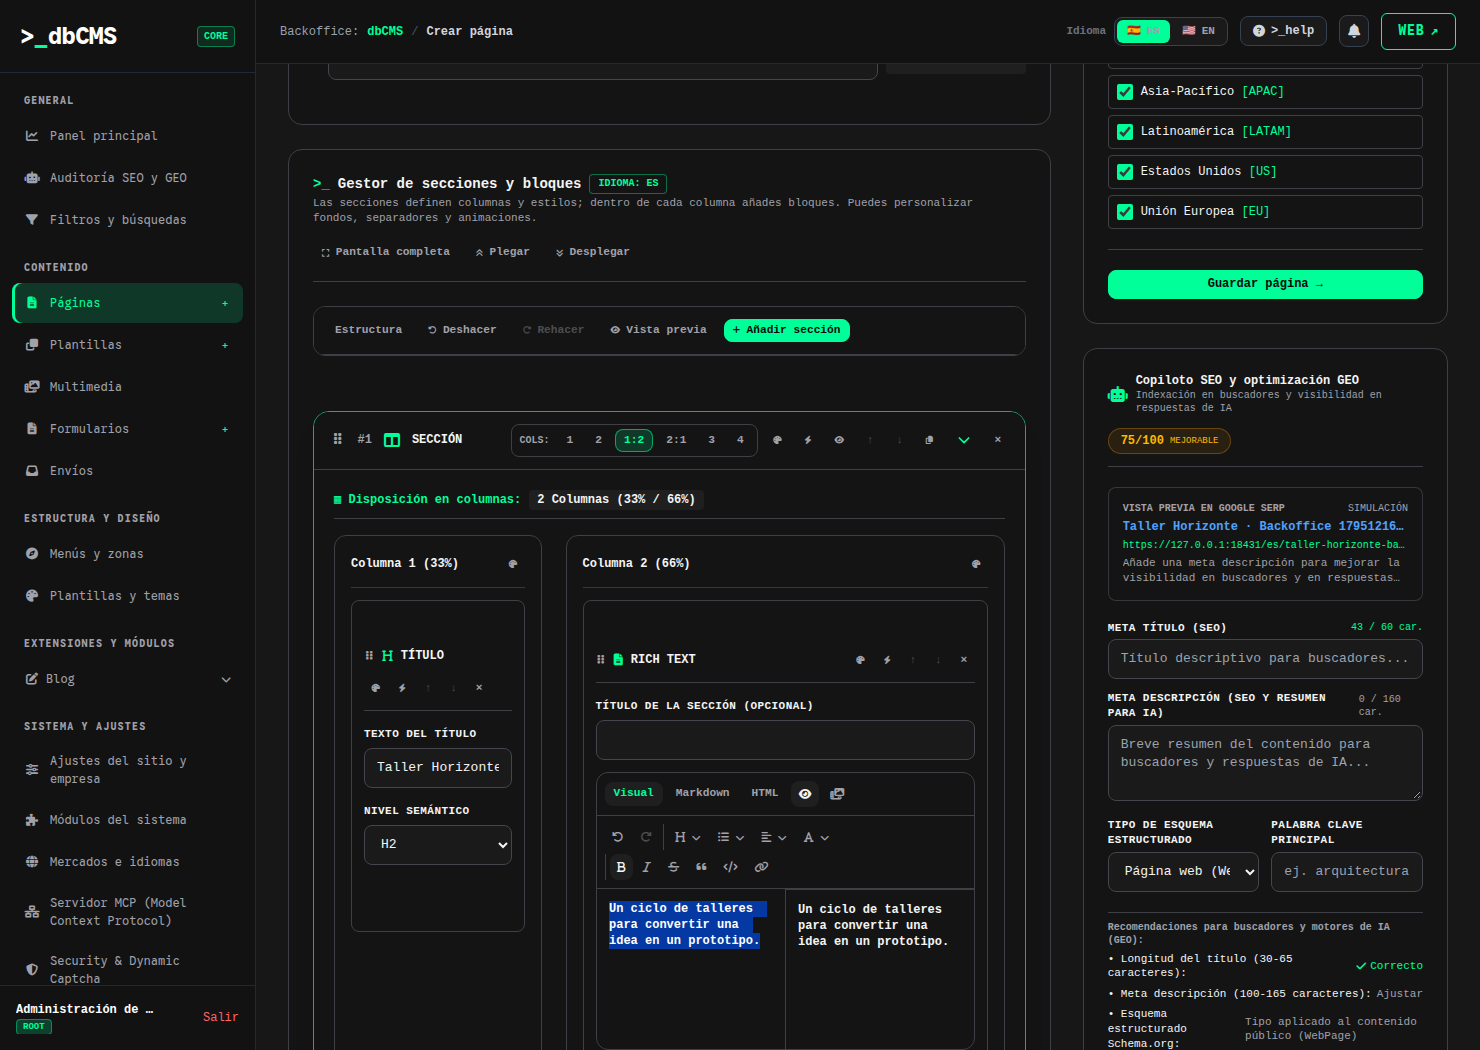 >_dbCMS
CORE
Backoffice: dbCMS / Crear página
Idioma
EN
>_help
WEB ↗
GENERAL
Panel principal
Auditoría SEO y GEO
Filtros y búsquedas
CONTENIDO
Páginas +
Plantillas +
Multimedia
Formularios +
Envíos
ESTRUCTURA Y DISEÑO
Menús y zonas
Plantillas y temas
EXTENSIONES Y MÓDULOS
Blog
SISTEMA Y AJUSTES
Ajustes del sitio y
empresa
Módulos del sistema
Mercados e idiomas
Servidor MCP (Model
Context Protocol)
Security & Dynamic
Captcha
Administración de …
ROOT
Salir
>_ Gestor de secciones y bloques
IDIOMA: ES
Las secciones definen columnas y estilos; dentro de cada columna añades bloques. Puedes personalizar
fondos, separadores y animaciones.
Pantalla completa
Plegar
Desplegar
Estructura
Deshacer
Rehacer
Vista previa
+ Añadir sección
#1
SECCIÓN
COLS: 1 2 1:2 2:1 3 4
↑ ↓ ×
Disposición en columnas: 2 Columnas (33% / 66%)
Columna 1 (33%)
TÍTULO
↑ ↓ ×
TEXTO DEL TÍTULO
Taller Horizonte
NIVEL SEMÁNTICO
H2
Columna 2 (66%)
RICH TEXT
↑ ↓ ×
TÍTULO DE LA SECCIÓN (OPCIONAL)
Visual
Markdown
HTML
H
A
B I S
Un ciclo de talleres
para convertir una
idea en un prototipo.
Un ciclo de talleres
para convertir una
idea en un prototipo.
Asia-Pacífico [APAC]
Latinoamérica [LATAM]
Estados Unidos [US]
Unión Europea [EU]
Guardar página →
Copiloto SEO y optimización GEO
Indexación en buscadores y visibilidad en
respuestas de IA
75/100 MEJORABLE
VISTA PREVIA EN GOOGLE SERP
SIMULACIÓN
Taller Horizonte · Backoffice 17951216…
https://127.0.0.1:18431/es/taller-horizonte-ba…
Añade una meta descripción para mejorar la
visibilidad en buscadores y en respuestas…
META TÍTULO (SEO)
43 / 60 car.
Título descriptivo para buscadores...
META DESCRIPCIÓN (SEO Y RESUMEN
PARA IA)
0 / 160
car.
Breve resumen del contenido para
buscadores y respuestas de IA...
TIPO DE ESQUEMA
ESTRUCTURADO
Página web (We
PALABRA CLAVE
PRINCIPAL
ej. arquitectura
Recomendaciones para buscadores y motores de IA
(GEO):
• Longitud del título (30-65
caracteres):
Correcto
• Meta descripción (100-165 caracteres): Ajustar
• Esquema
estructurado
Schema.org:
Tipo aplicado al contenido
público (WebPage)